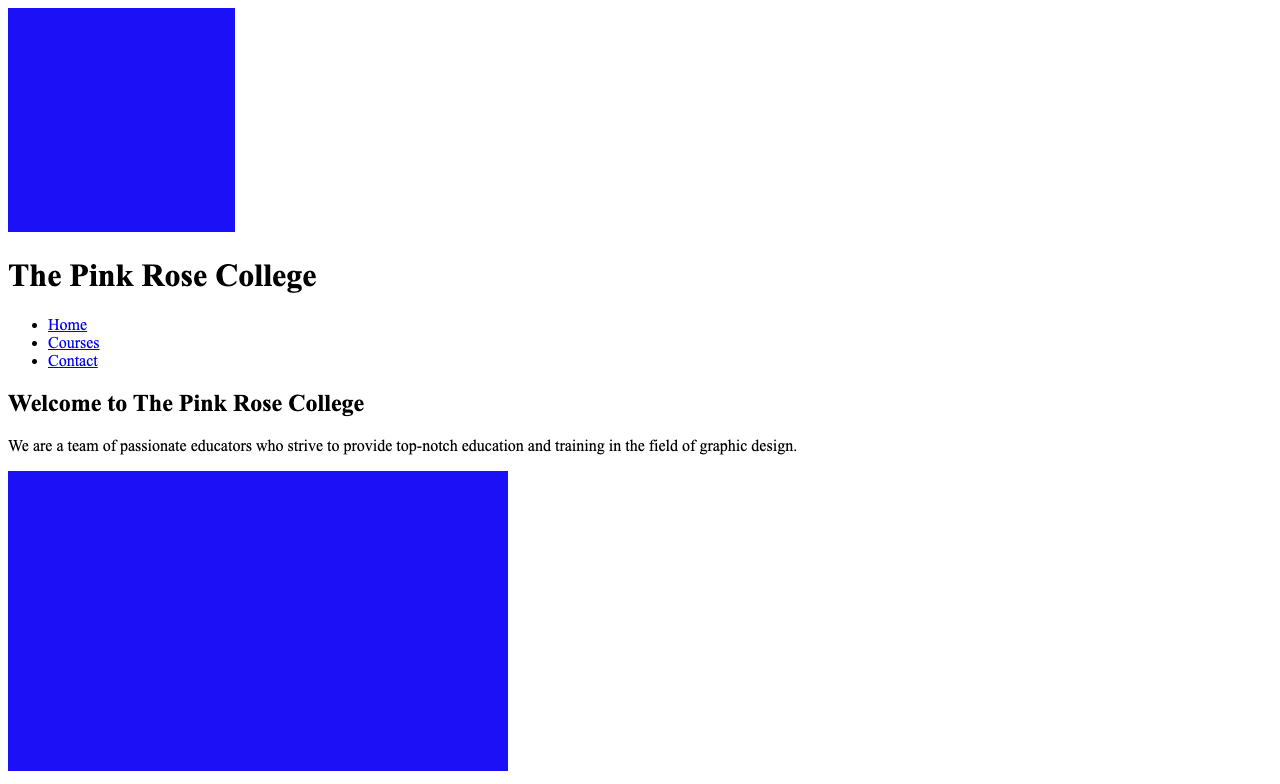 The Pink Rose College
Home
Courses
Contact
Welcome to The Pink Rose College
We are a team of passionate educators who strive to provide top-notch education and training in the field of graphic design.